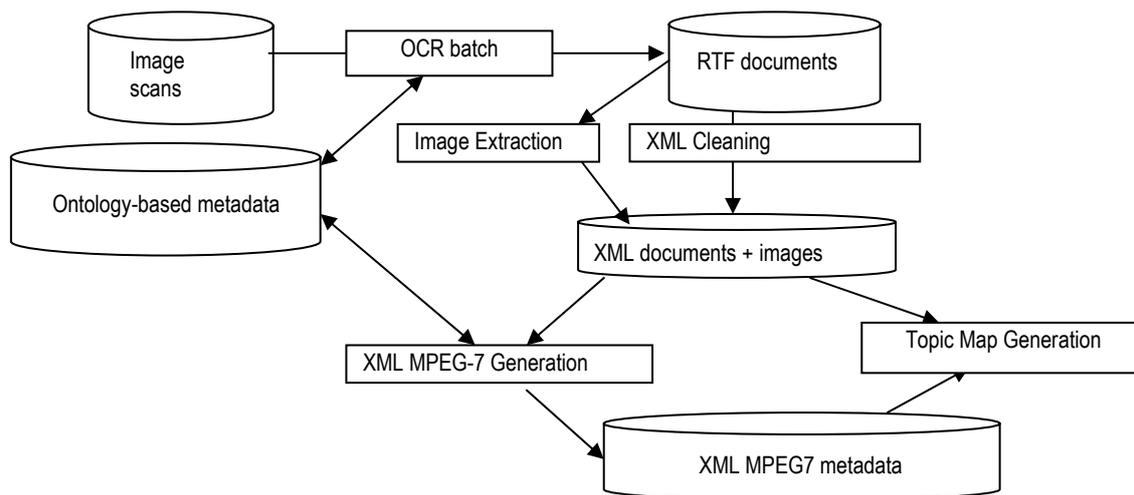 Image
scans
OCR batch
RTF documents
Image Extraction
XML Cleaning
Ontology-based metadata
XML documents + images
XML MPEG-7 Generation
Topic Map Generation
XML MPEG7 metadata